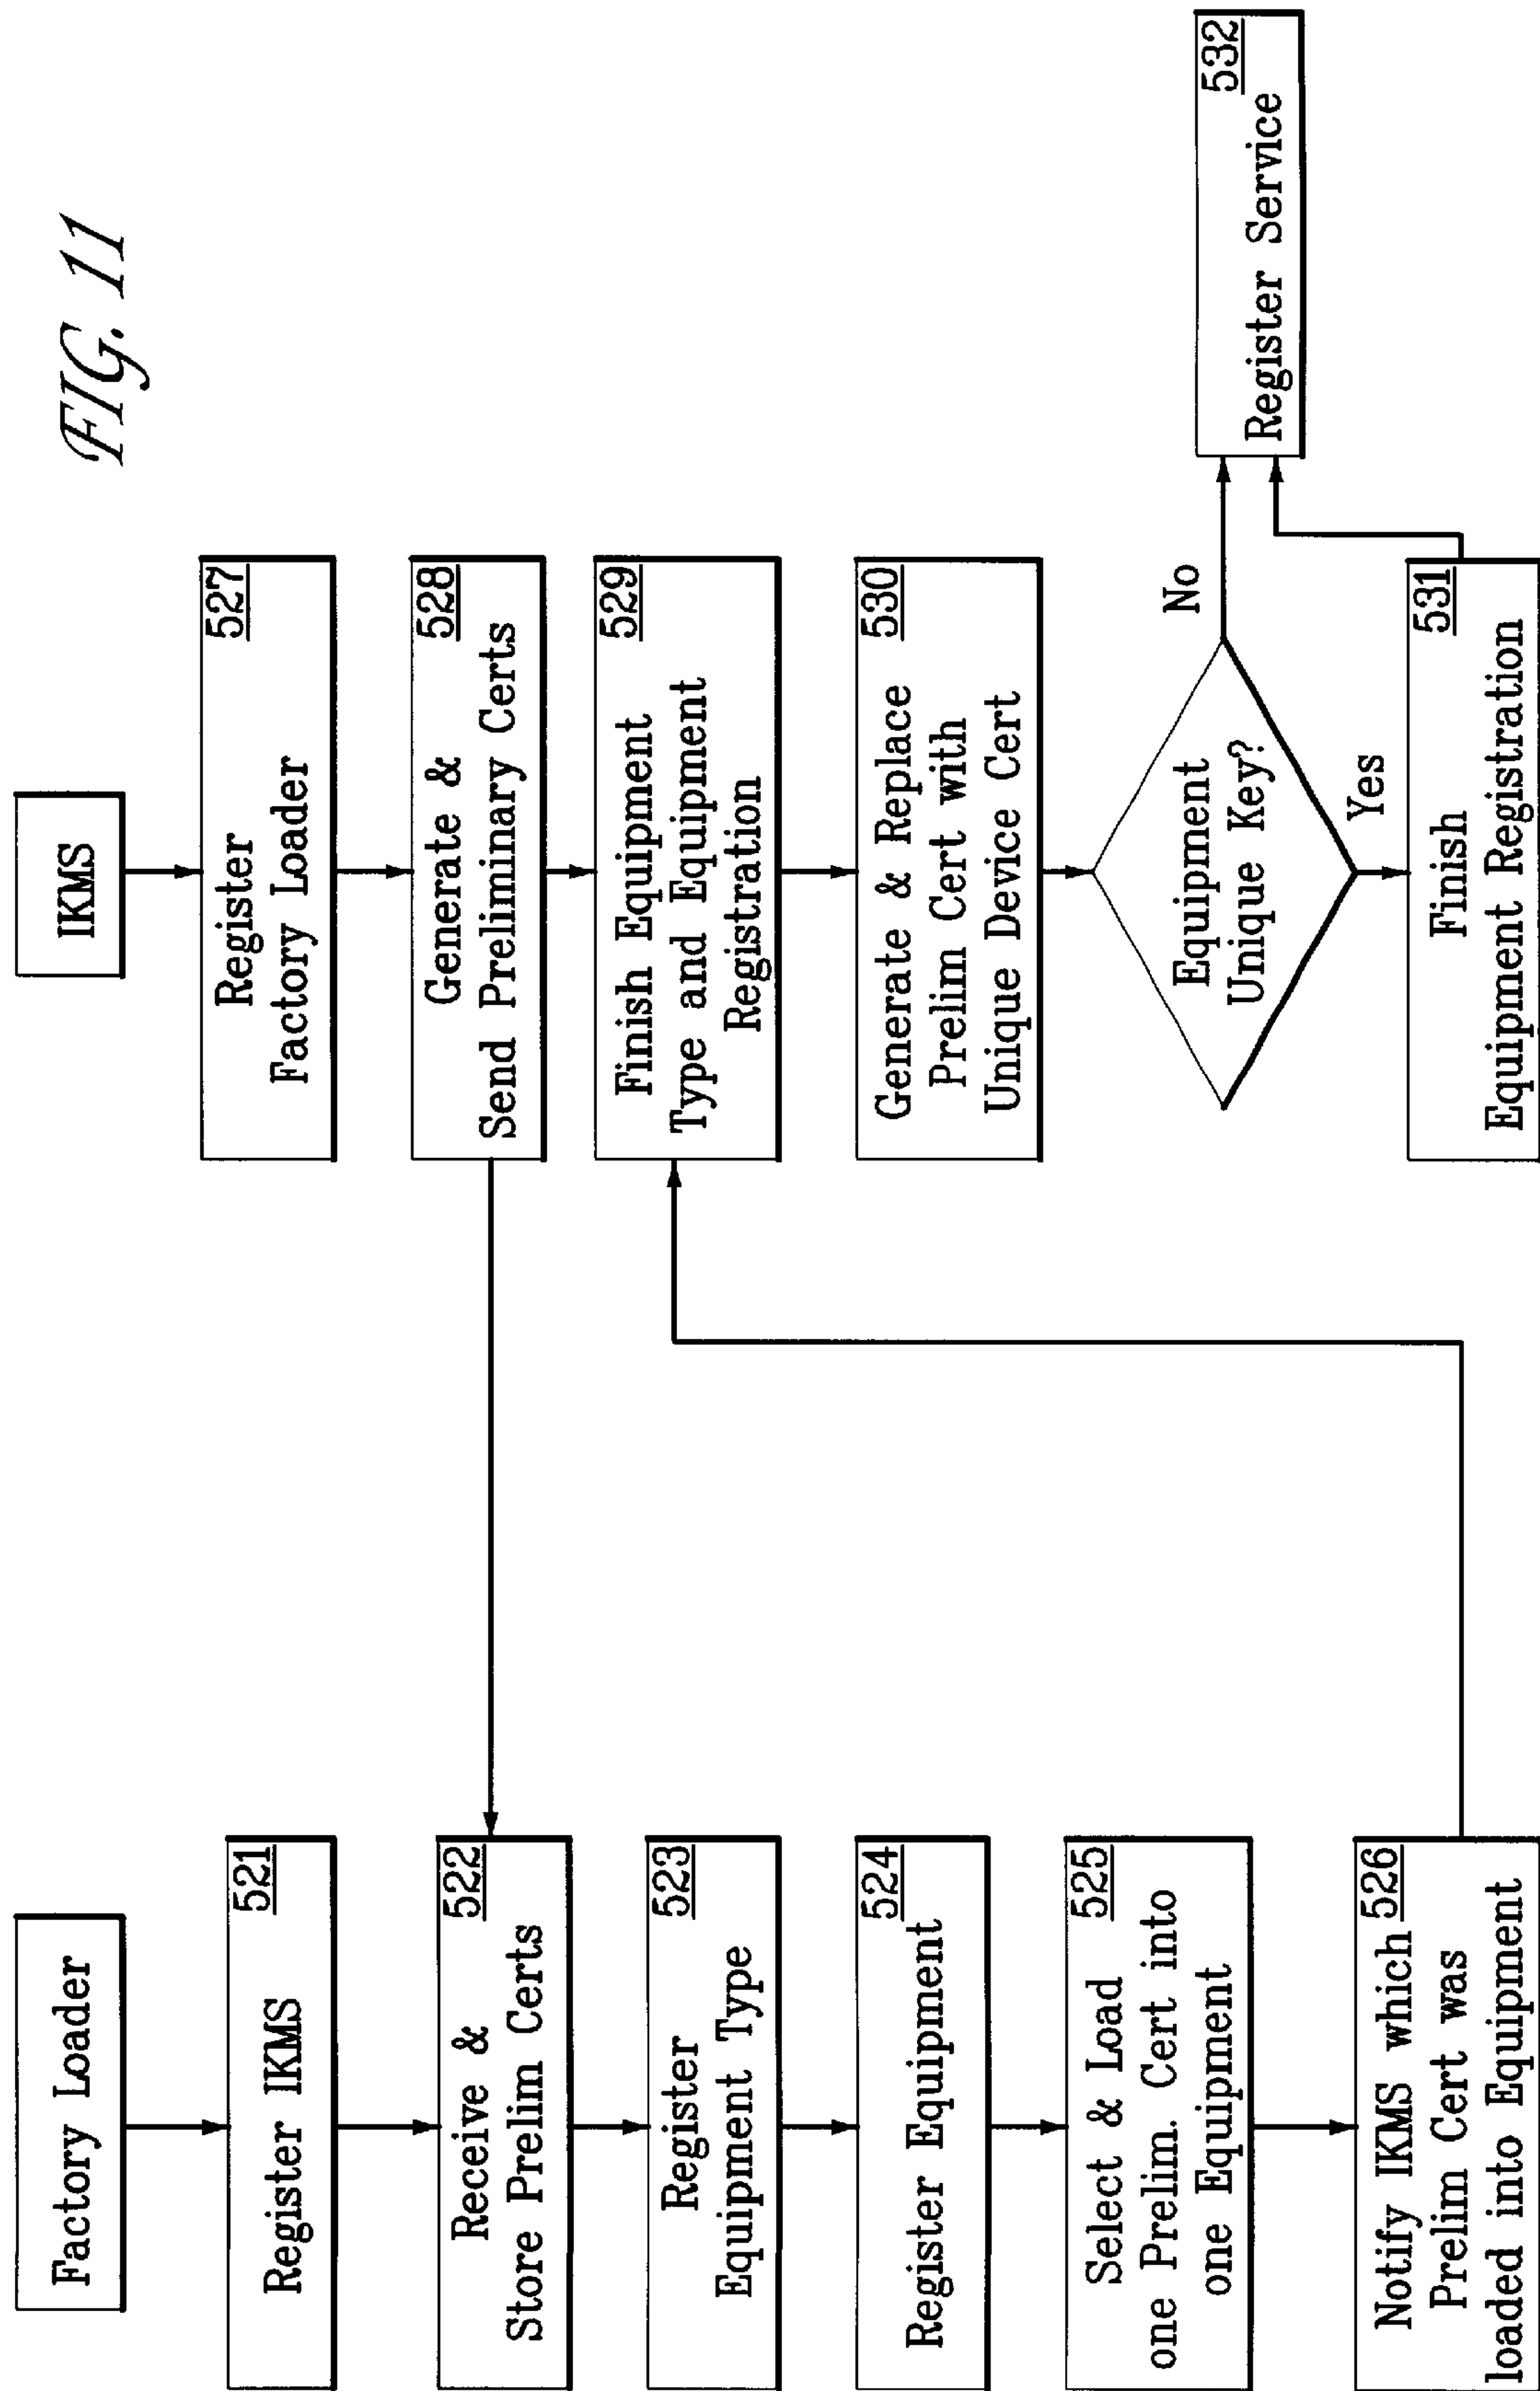 FIG. 11
Factory Loader
521
Register IKMS
522
Receive &
Store Prelim Certs
523
Register
Equipment Type
524
Register Equipment
525
Select & Load
one Prelim. Cert into
one Equipment
526
Notify IKMS which
Prelim Cert was
loaded into Equipment
IKMS
527
Register
Factory Loader
528
Generate &
Send Preliminary Certs
529
Finish Equipment
Type and Equipment
Registration
530
Generate & Replace
Prelim Cert with
Unique Device Cert
Equipment
Unique Key?
No
Yes
531
Finish
Equipment Registration
532
Register Service